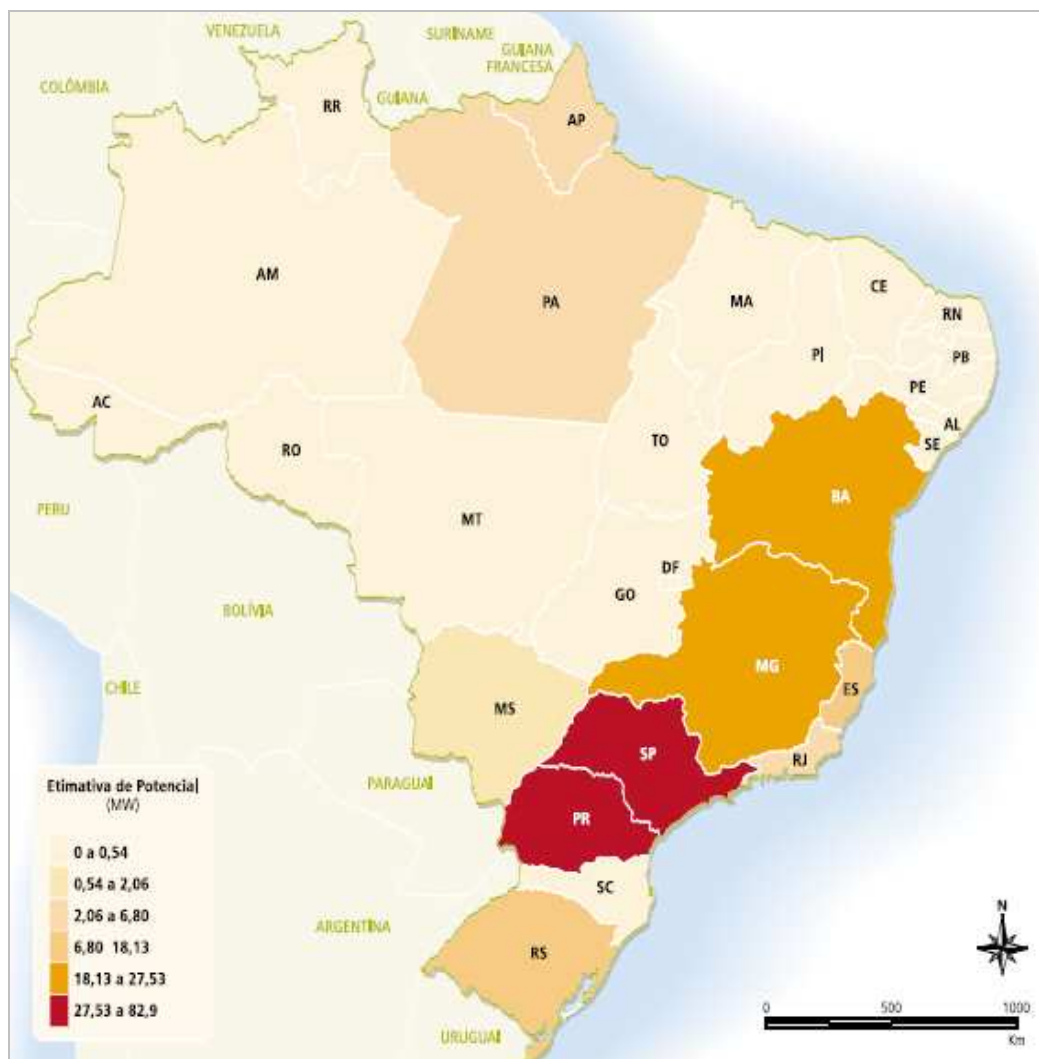 VENEZUELA
SURINAME
GUIANA
FRANCESA
COLÔMBIA
GUIANA
RR
AP
AM
PA
MA
CE
RN
PI
PB
PE
AL
SE
AC
RO
TO
BA
PERU
MT
DF
GO
BOLÍVIA
MG
ES
CHILE
MS
SP
RJ
PARAGUAI
PR
SC
ARGENTINA
RS
URUGUAI
Etimativa de Potencial
(MW)
0 a 0,54
0,54 a 2,06
2,06 a 6,80
6,80 18,13
18,13 a 27,53
27,53 a 82,9
N
0 500 1000
Km